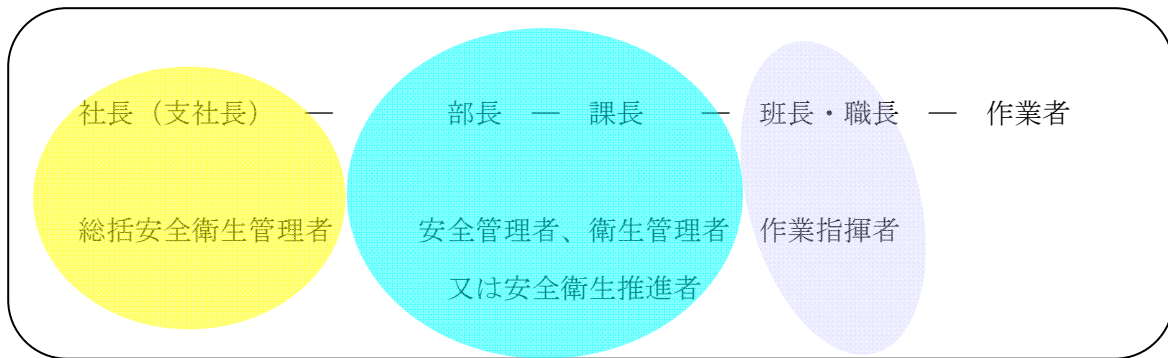 社長（支社長） ― 部長 ― 課長 ― 班長・職長 ― 作業者
総括安全衛生管理者 安全管理者、衛生管理者 作業指揮者
又は安全衛生推進者